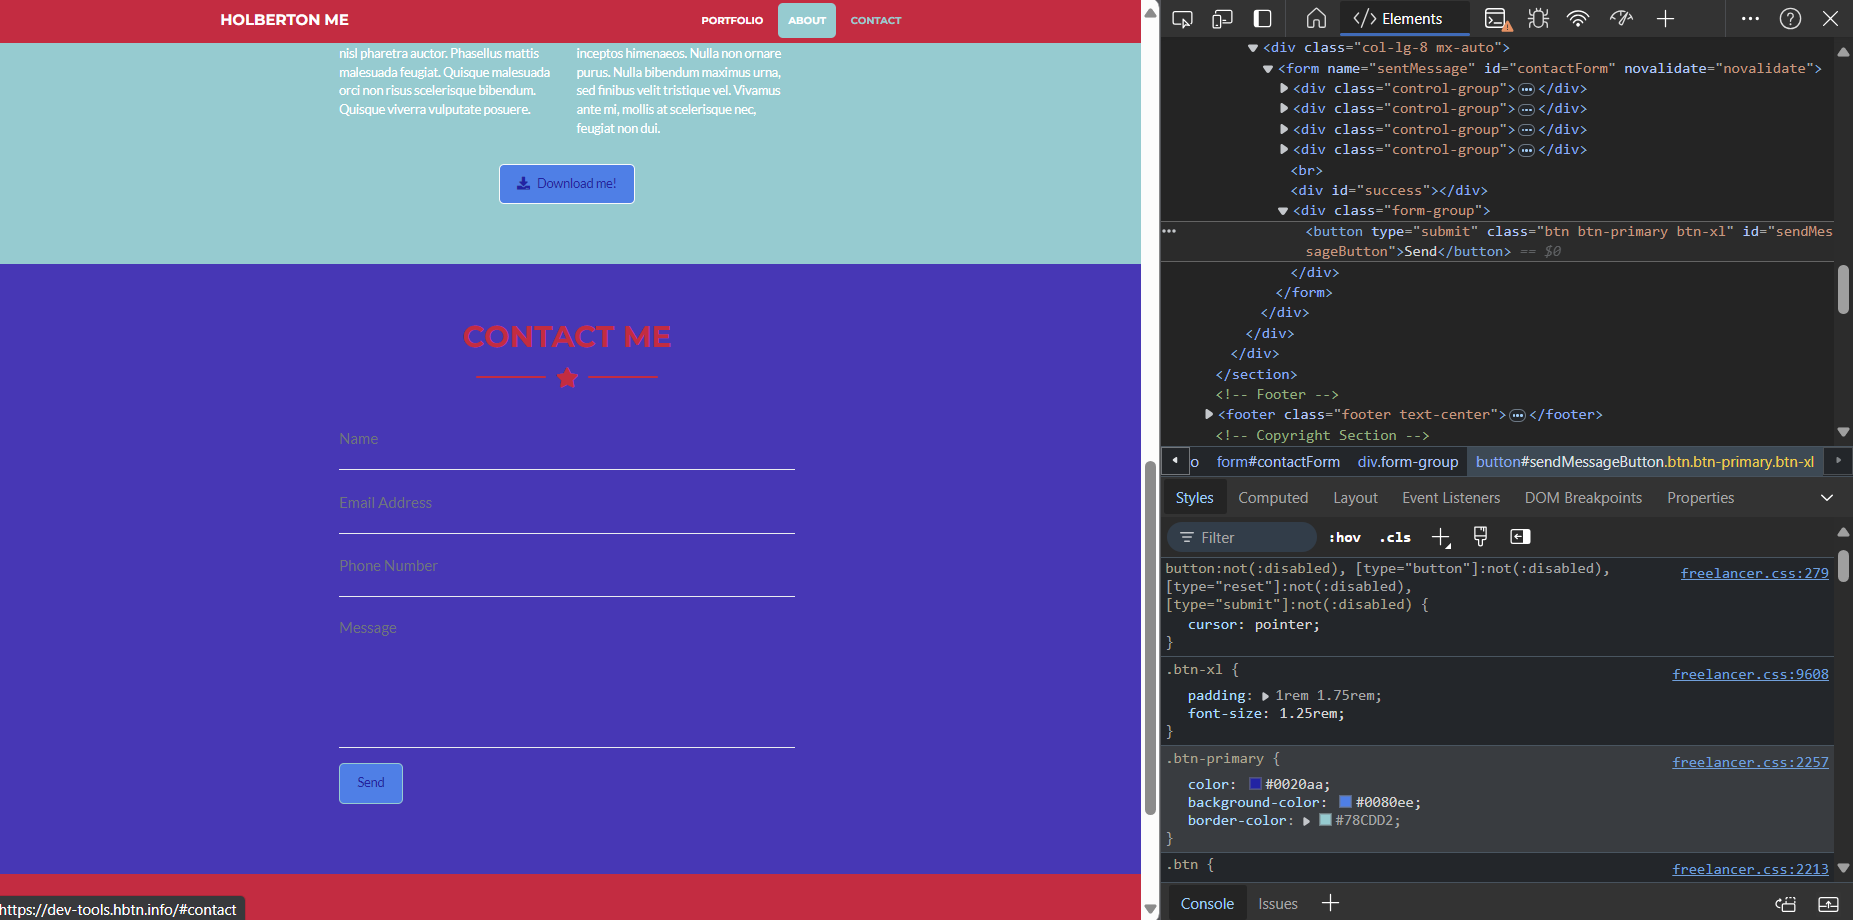 HOLBERTON ME
PORTFOLIO
ABOUT
CONTACT
nisl pharetra auctor. Phasellus mattis
malesuada feugiat. Quisque malesuada
orci non risus scelerisque bibendum.
Quisque viverra vulputate posuere.
inceptos himenaeos. Nulla non ornare
purus. Nulla bibendum maximus urna,
sed finibus velit tristique vel. Vivamus
ante mi, mollis at scelerisque nec,
feugiat non dui.
Download me!
CONTACT ME
Name
Email Address
Phone Number
Message
Send
https://dev-tools.hbtn.info/#contact
</> Elements
<div class="col-lg-8 mx-auto">
<form name="sentMessage" id="contactForm" novalidate="novalidate">
<div class="control-group">…</div>
<div class="control-group">…</div>
<div class="control-group">…</div>
<div class="control-group">…</div>
<br>
<div id="success"></div>
<div class="form-group">
<button type="submit" class="btn btn-primary btn-xl" id="sendMes
sageButton">Send</button> == $0
</div>
</form>
</div>
</div>
</div>
</section>
<!-- Footer -->
<footer class="footer text-center">…</footer>
<!-- Copyright Section -->
o form#contactForm div.form-group button#sendMessageButton.btn.btn-primary.btn-xl
Styles Computed Layout Event Listeners DOM Breakpoints Properties
Filter :hov .cls
button:not(:disabled), [type="button"]:not(:disabled), freelancer.css:279
[type="reset"]:not(:disabled),
[type="submit"]:not(:disabled) {
cursor: pointer;
}
.btn-xl { freelancer.css:9608
padding: 1rem 1.75rem;
font-size: 1.25rem;
}
.btn-primary { freelancer.css:2257
color: #0020aa;
background-color: #0080ee;
border-color: #78CDD2;
}
.btn { freelancer.css:2213
Console Issues